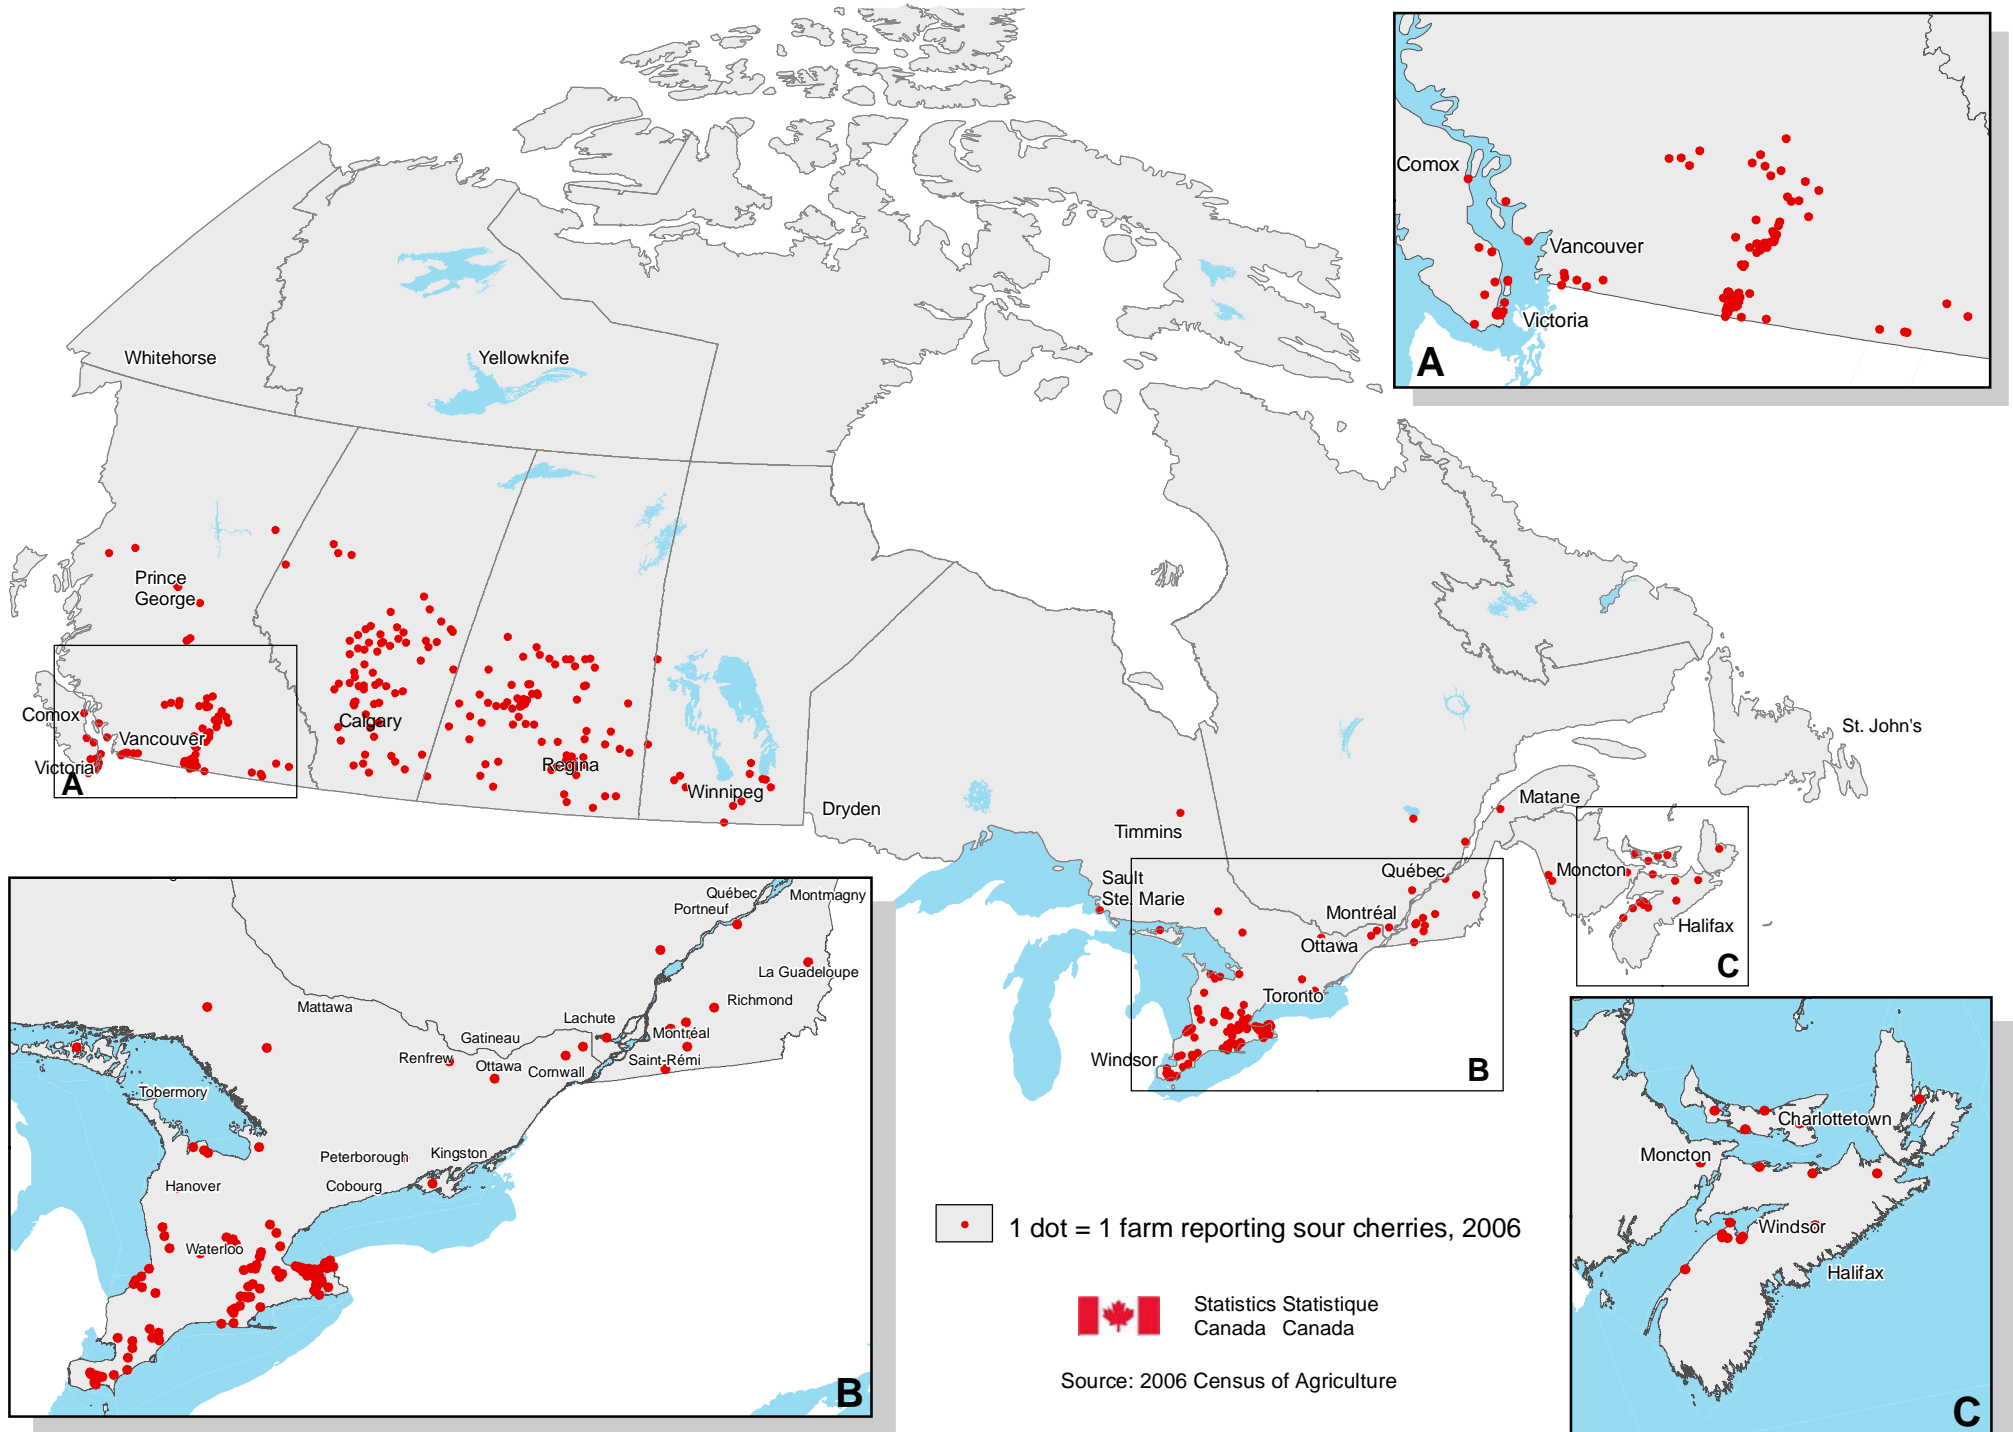 Whitehorse
Yellowknife
Prince
George
Comox
Vancouver
Victoria
A
Calgary
Regina
Winnipeg
Dryden
Timmins
Sault
Ste. Marie
Québec
Montréal
Ottawa
Toronto
Windsor
B
Matane
Moncton
Halifax
C
St. John's
Comox
Vancouver
Victoria
A
Québec
Montmagny
Portneuf
La Guadeloupe
Richmond
Mattawa
Lachute
Gatineau
Montréal
Renfrew
Ottawa
Cornwall
Saint-Rémi
Tobermory
Peterborough
Kingston
Hanover
Cobourg
Waterloo
B
Charlottetown
Moncton
Windsor
Halifax
C
1 dot = 1 farm reporting sour cherries, 2006
Statistics Statistique
Canada Canada
Source: 2006 Census of Agriculture